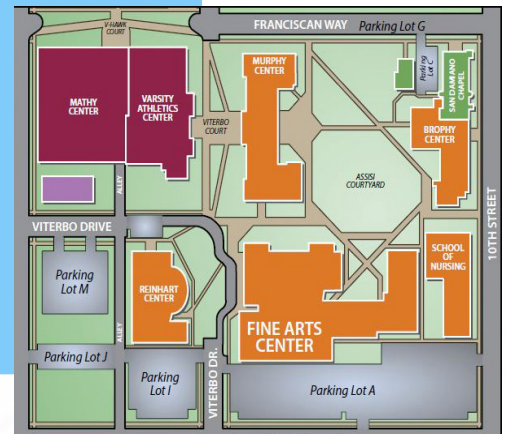 FRANCISCAN WAY
Parking Lot G
V-HAWK
COURT
MURPHY
CENTER
Parking
Lot C
SAN DAMIANO
CHAPEL
MATHY
CENTER
VARSITY
ATHLETICS
CENTER
VITERBO
COURT
BROPHY
CENTER
ASSISI
COURTYARD
ALLEY
VITERBO DRIVE
10TH STREET
SCHOOL
OF
NURSING
Parking
Lot M
REINHART
CENTER
FINE ARTS
CENTER
ALLEY
Parking Lot J
Parking
Lot I
VITERBO DR.
Parking Lot A